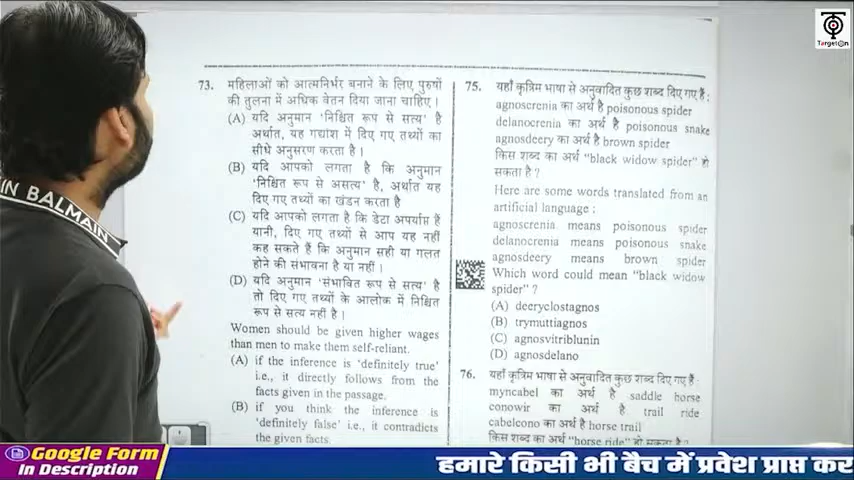 73. महिलाओं को आत्मनिर्भर बनाने के लिए पुरुषों
की तुलना में अधिक वेतन दिया जाना चाहिए।
(A) यदि अनुमान 'निश्चित रूप से सत्य' है
अर्थात, यह गद्यांश में दिए गए तथ्यों का
सीधे अनुसरण करता है।
(B) यदि आपको लगता है कि अनुमान
'निश्चित रूप से असत्य' है, अर्थात यह
दिए गए तथ्यों का खंडन करता है
(C) यदि आपको लगता है कि डेटा अपर्याप्त हैं
यानी, दिए गए तथ्यों से आप यह नहीं
कह सकते हैं कि अनुमान सही या गलत
होने की संभावना है या नहीं।
(D) यदि अनुमान 'संभावित रूप से सत्य' है
तो दिए गए तथ्यों के आलोक में निश्चित
रूप से सत्य नहीं है।
Women should be given higher wages
than men to make them self-reliant.
(A) if the inference is 'definitely true'
i.e., it directly follows from the
facts given in the passage.
(B) if you think the inference is
'definitely false' i.e., it contradicts
the given facts.
75. यहाँ कृत्रिम भाषा से अनुवादित कुछ शब्द दिए गए हैं :
agnoscrenia का अर्थ है poisonous spider
delanocrenia का अर्थ है poisonous snake
agnosdeery का अर्थ है brown spider
किस शब्द का अर्थ "black widow spider" हो
सकता है ?
Here are some words translated from an
artificial language :
agnoscrenia means poisonous spider
delanocrenia means poisonous snake
agnosdeery means brown spider
Which word could mean "black widow
spider" ?
(A) deeryclostagnos
(B) trymuttiagnos
(C) agnosvitriblunin
(D) agnosdelano
76. यहाँ कृत्रिम भाषा से अनुवादित कुछ शब्द दिए गए हैं
myncabel का अर्थ है saddle horse
conowir का अर्थ है trail ride
cabelcono का अर्थ है horse trail
किस शब्द का अर्थ "horse ride" हो सकता है ?
IN BALMAIN
Target@n
Google Form
In Description
हमारे किसी भी बैच में प्रवेश प्राप्त कर